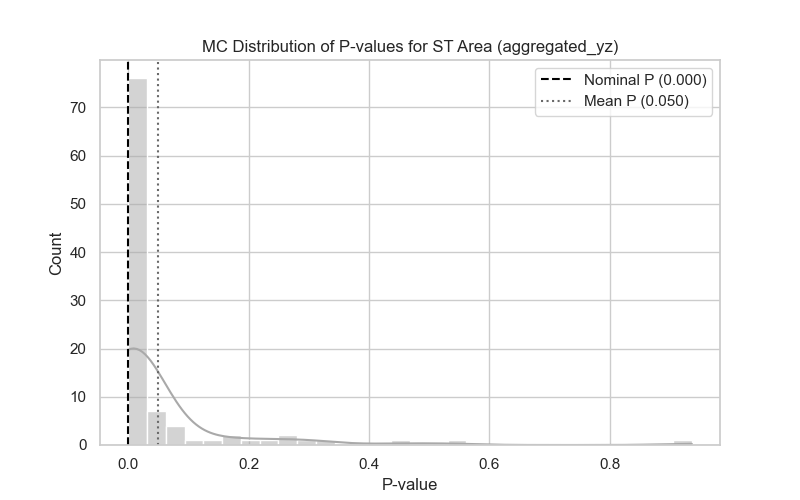 MC Distribution of P-values for ST Area (aggregated_yz)
Nominal P (0.000)
Mean P (0.050)
Count
70
60
50
40
30
20
10
0
0.0 0.2 0.4 0.6 0.8
P-value